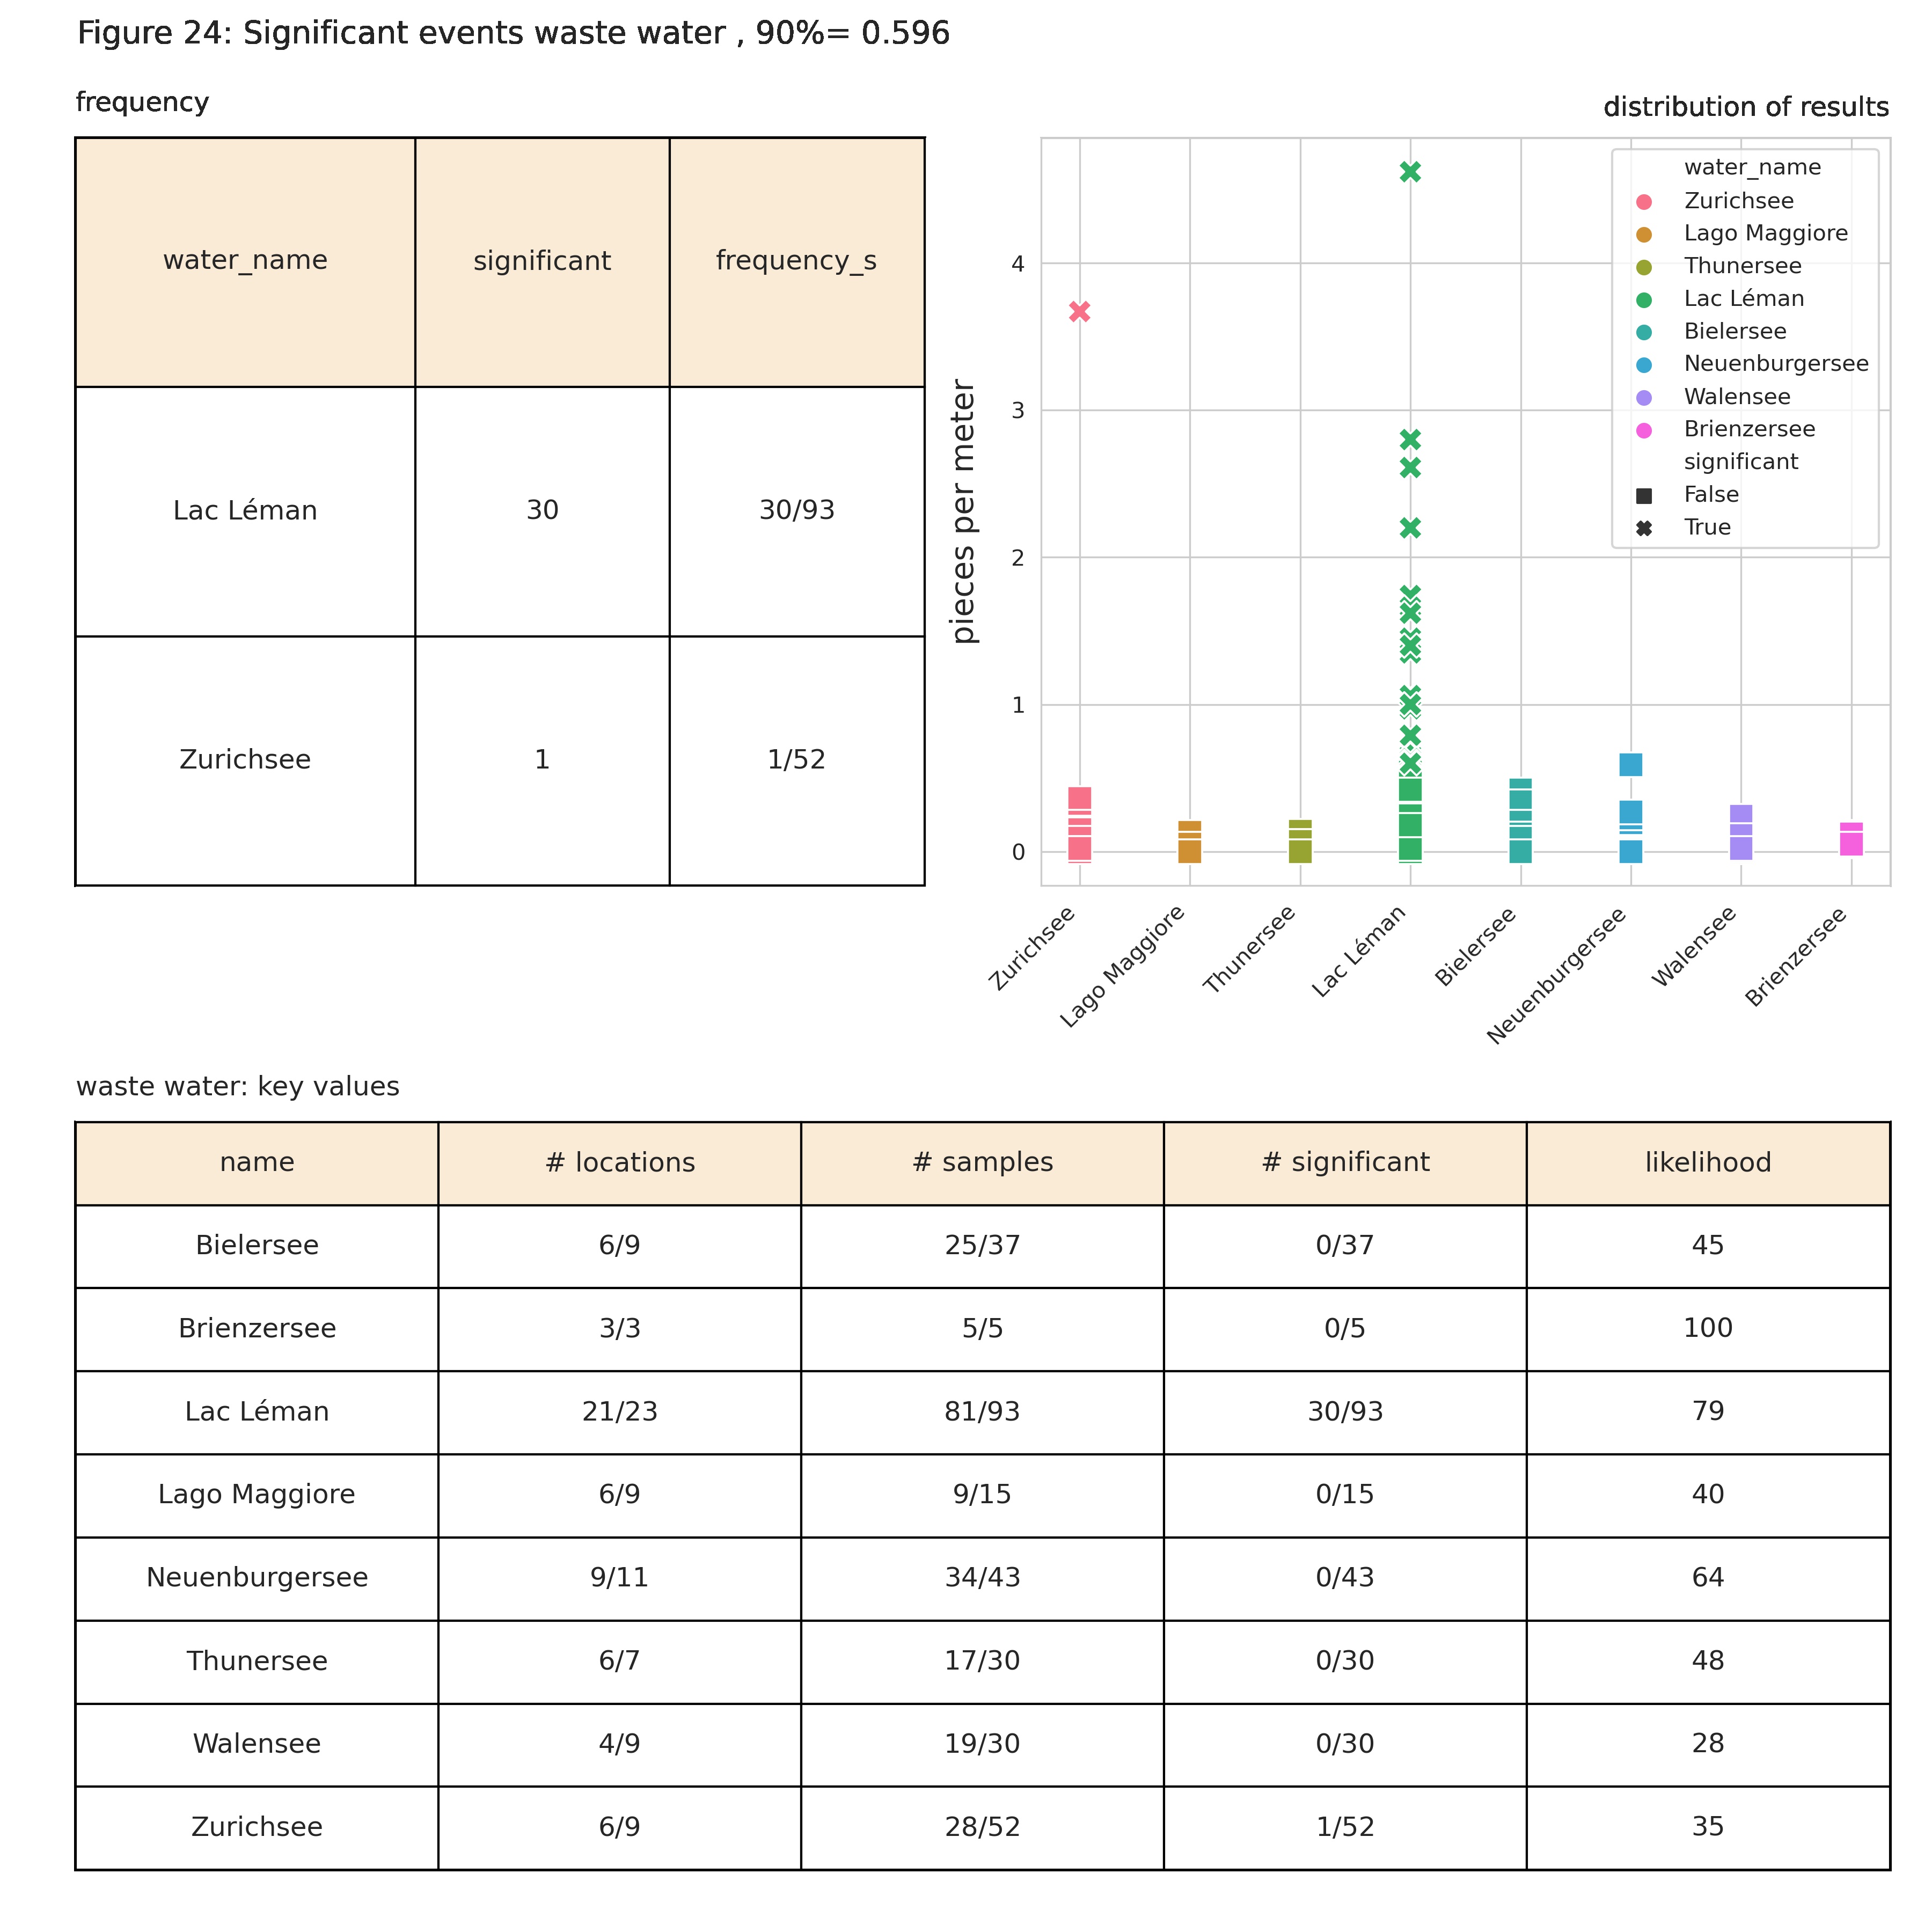 Figure 24: Significant events waste water , 90%= 0.596
frequency
water_name significant frequency_s
Lac Léman 30 30/93
Zurichsee 1 1/52
distribution of results
pieces per meter
4
3
2
1
0
water_name
Zurichsee
Lago Maggiore
Thunersee
Lac Léman
Bielersee
Neuenburgersee
Walensee
Brienzersee
significant
False
True
Zurichsee
Lago Maggiore
Thunersee
Lac Léman
Bielersee
Neuenburgersee
Walensee
Brienzersee
waste water: key values
name # locations # samples # significant likelihood
Bielersee 6/9 25/37 0/37 45
Brienzersee 3/3 5/5 0/5 100
Lac Léman 21/23 81/93 30/93 79
Lago Maggiore 6/9 9/15 0/15 40
Neuenburgersee 9/11 34/43 0/43 64
Thunersee 6/7 17/30 0/30 48
Walensee 4/9 19/30 0/30 28
Zurichsee 6/9 28/52 1/52 35